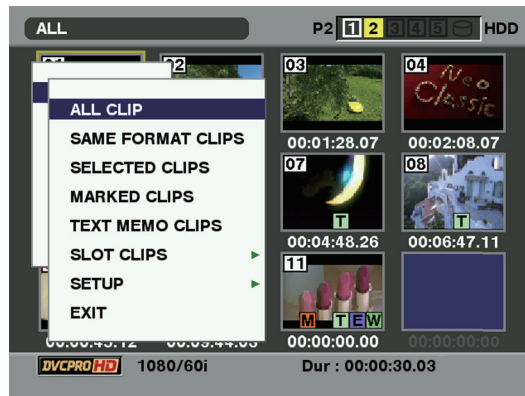 ALL
P2 1 2 3 4 5 HDD
02 03 04
Neo
Classic
ALL CLIP
SAME FORMAT CLIPS
SELECTED CLIPS
MARKED CLIPS
TEXT MEMO CLIPS
SLOT CLIPS
SETUP
EXIT
00:01:28.07 00:02:08.07
07 08
T T
00:04:48.26 00:06:47.11
11
M T E W
00:00:00.00 00:00:00.00
DVCPRO HD 1080/60i Dur : 00:00:30.03